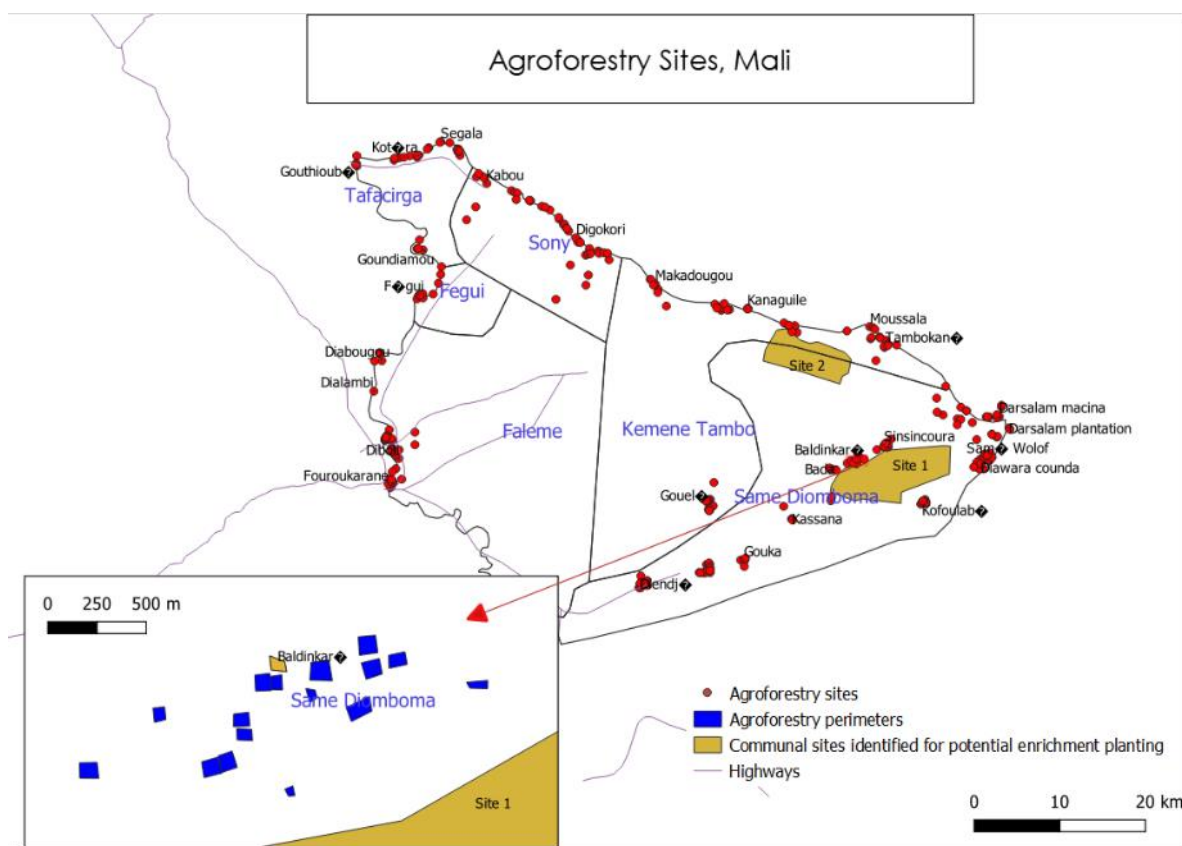 Agroforestry Sites, Mali
Segala
Kot�ra
Gouthioub�
Kabou
Tafacirga
Digokori
Sony
Goundiamou
Makadougou
F�gui
Fegui
Kanaguile
Moussala
Tambokan�
Diabougou
Site 2
Dialambi
Darsalam macina
Faleme
Kemene Tambo
Darsalam plantation
Sinsincoura
Baldinkar�
Sam� Wolof
Site 1
Diawara counda
Fouroukarane
Gouel�
Same Diomboma
Kofoulab�
Kassana
Gouka
0 250 500 m
Baldinkar�
Same Diomboma
Site 1
Agroforestry sites
Agroforestry perimeters
Communal sites identified for potential enrichment planting
Highways
0 10 20 km